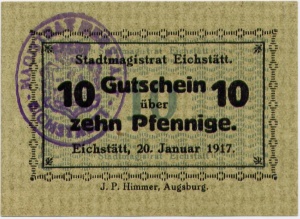 Stadtmagistrat Eichstätt.
10 Gutschein 10
über
zehn Pfennige.
Eichstätt, 20. Januar 1917.
J. P. Himmer, Augsburg.